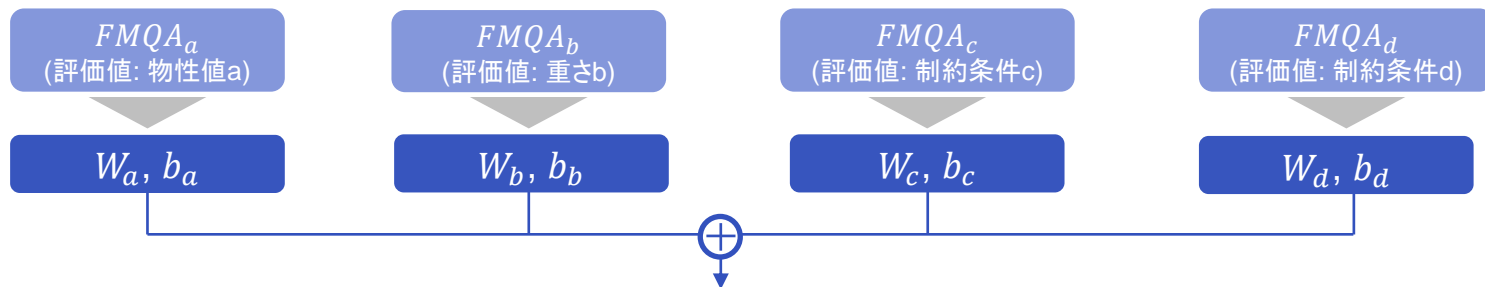 FMQA_a
(評価値: 物性値a)
FMQA_b
(評価値: 重さb)
FMQA_c
(評価値: 制約条件c)
FMQA_d
(評価値: 制約条件d)
W_a, b_a
W_b, b_b
W_c, b_c
W_d, b_d